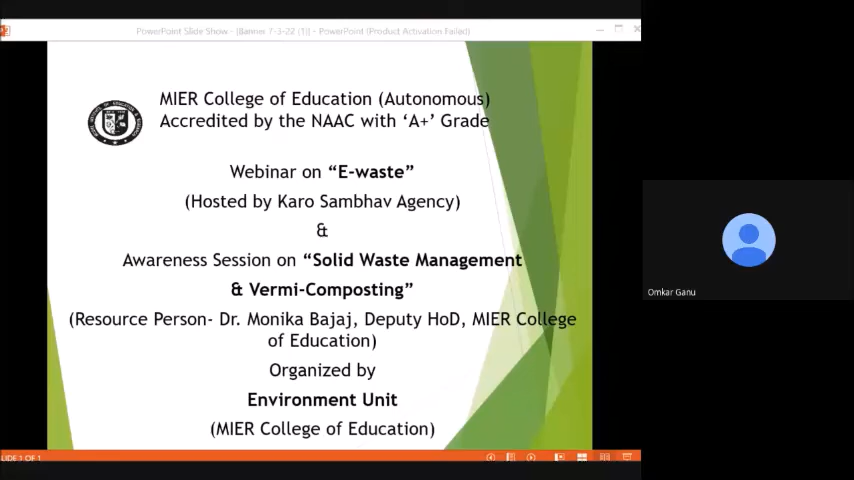 PowerPoint Slide Show - [Banner 7-3-22 (1)] - PowerPoint (Product Activation Failed)
MIER College of Education (Autonomous)
Accredited by the NAAC with ‘A+’ Grade
Webinar on “E-waste”
(Hosted by Karo Sambhav Agency)
&
Awareness Session on “Solid Waste Management
& Vermi-Composting”
(Resource Person- Dr. Monika Bajaj, Deputy HoD, MIER College
of Education)
Organized by
Environment Unit
(MIER College of Education)
Omkar Ganu
SLIDE 1 OF 1